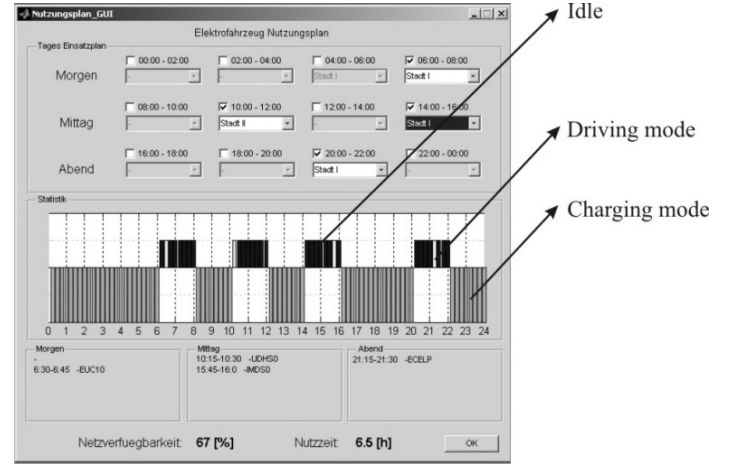 Nutzungsplan_GUI
Idle
Elektrofahrzeug Nutzungsplan
Tages Einsatzplan
00:00 - 02:00 02:00 - 04:00 04:00 - 06:00 06:00 - 08:00
Morgen - - Stadt I Stadt I
08:00 - 10:00 10:00 - 12:00 12:00 - 14:00 14:00 - 16:00
Mittag - Stadt II - Stadt I
Driving mode
16:00 - 18:00 18:00 - 20:00 20:00 - 22:00 22:00 - 00:00
Abend - - Stadt I -
Charging mode
Statistik
0 1 2 3 4 5 6 7 8 9 10 11 12 13 14 15 16 17 18 19 20 21 22 23 24
Morgen
-
6:30-6:45 -EUC10
Mittag
10:15-10:30 -UDHS0
15:45-16:0 -IMDS0
Abend
21:15-21:30 -ECELP
Netzverfuegbarkeit: 67 [%] Nutzzeit: 6.5 [h] OK